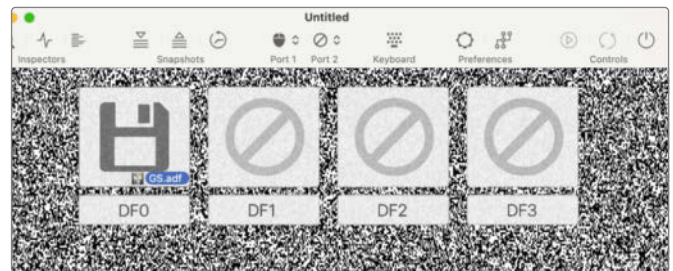 Untitled
Inspectors Snapshots Port 1 Port 2 Keyboard Preferences Controls
GS.adf
DF0 DF1 DF2 DF3